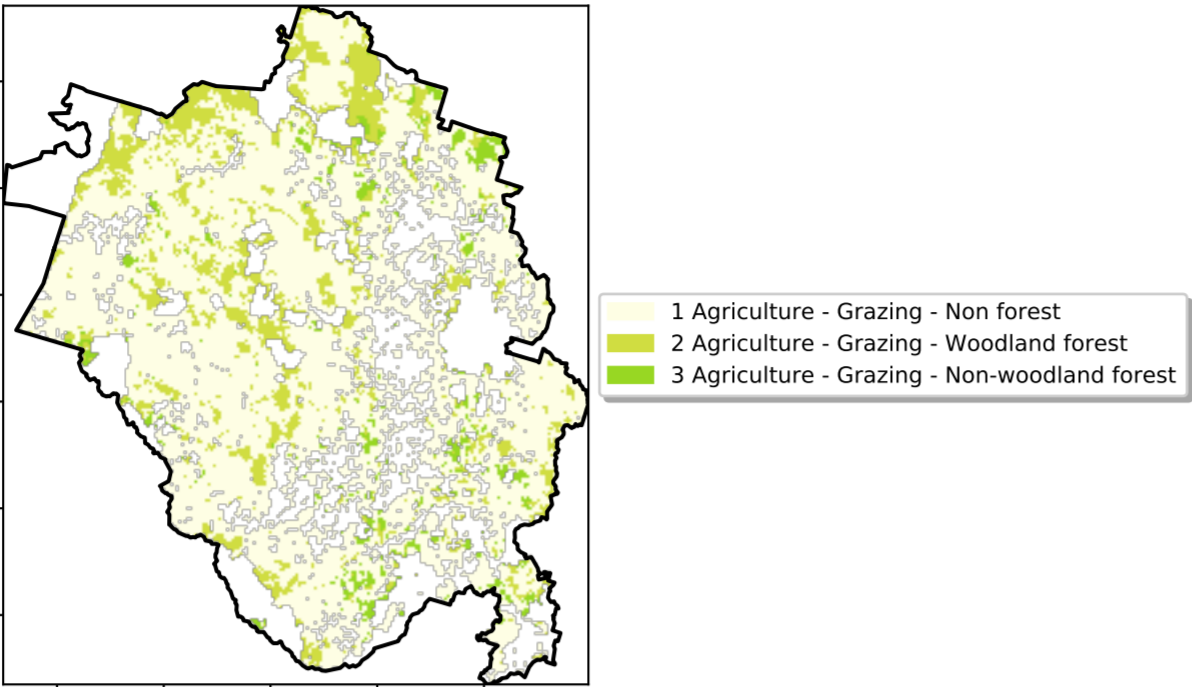 1 Agriculture - Grazing - Non forest
2 Agriculture - Grazing - Woodland forest
3 Agriculture - Grazing - Non-woodland forest